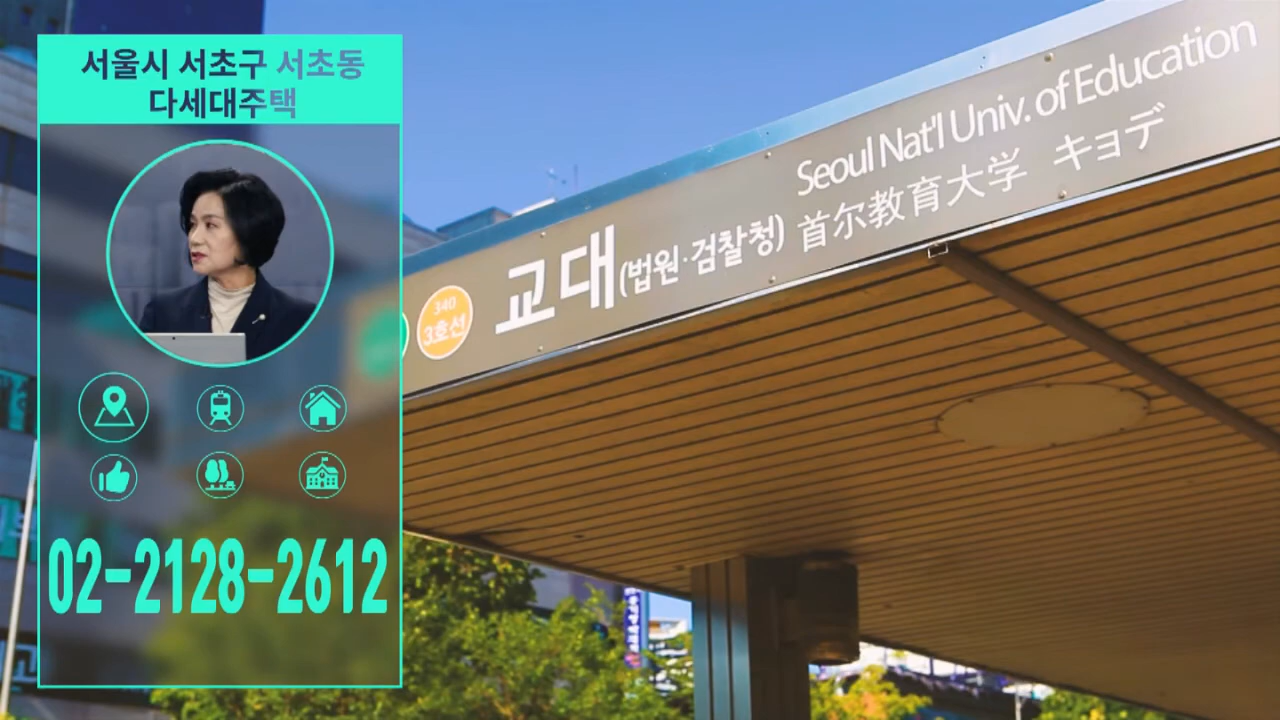 서울시 서초구 서초동
다세대주택
02-2128-2612
340
3호선
교대(법원·검찰청)
Seoul Nat'l Univ. of Education
首尔教育大学 キョデ